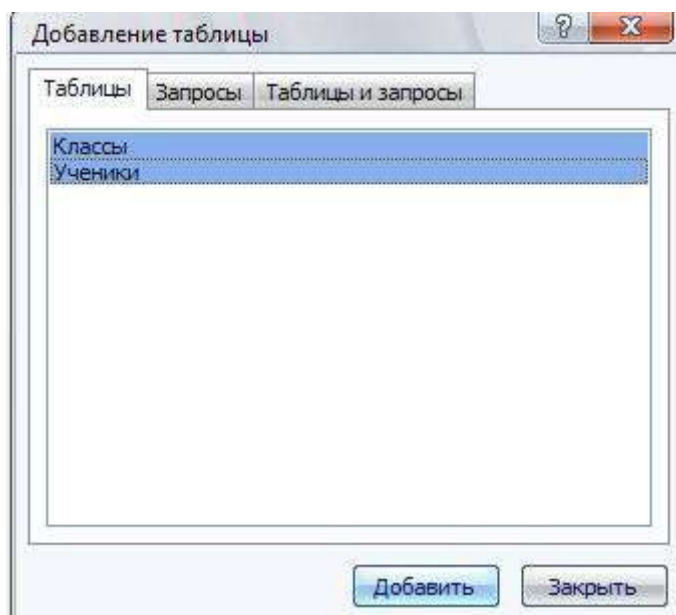 Добавление таблицы
Таблицы Запросы Таблицы и запросы
Классы
Ученики
Добавить Закрыть